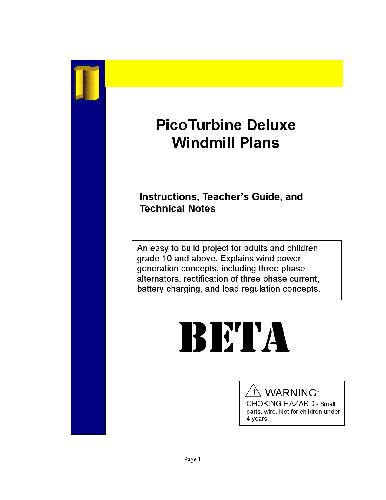 PicoTurbine Deluxe
Windmill Plans
Instructions, Teacher's Guide, and
Technical Notes
An easy to build project for adults and children
grade 10 and above. Explains wind power
generation concepts, including three phase
alternators, rectification of three phase current,
battery charging, and load regulation concepts.
BETA
WARNING:
CHOKING HAZARD - Small
parts, wire. Not for children under
4 years.
Page 1